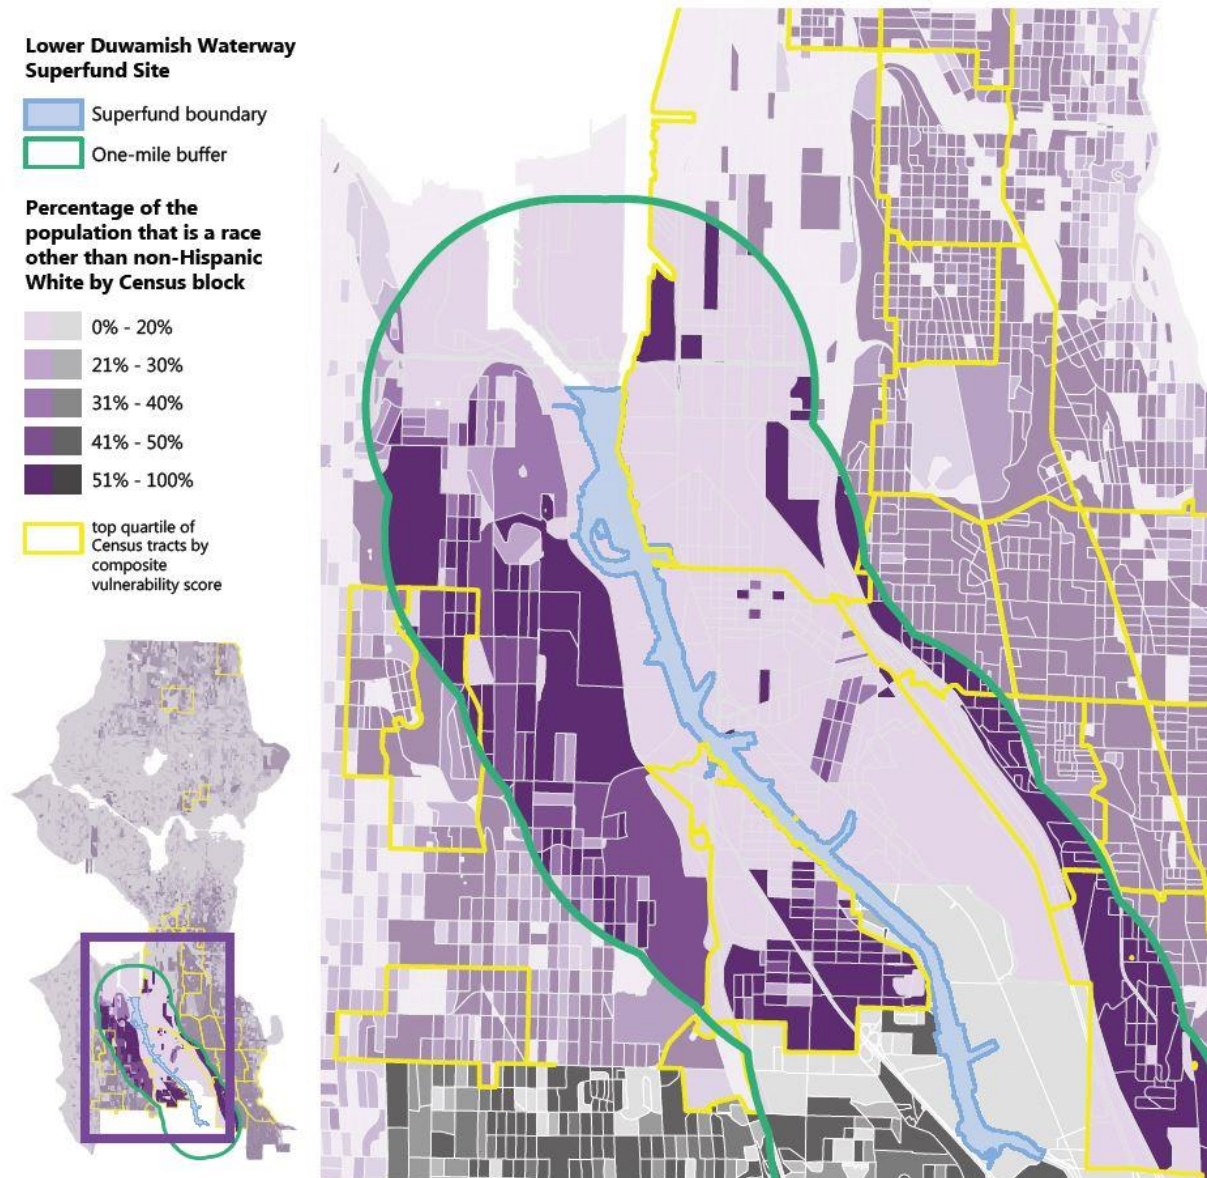 Lower Duwamish Waterway
Superfund Site
Superfund boundary
One-mile buffer
Percentage of the
population that is a race
other than non-Hispanic
White by Census block
0% - 20%
21% - 30%
31% - 40%
41% - 50%
51% - 100%
top quartile of
Census tracts by
composite
vulnerability score